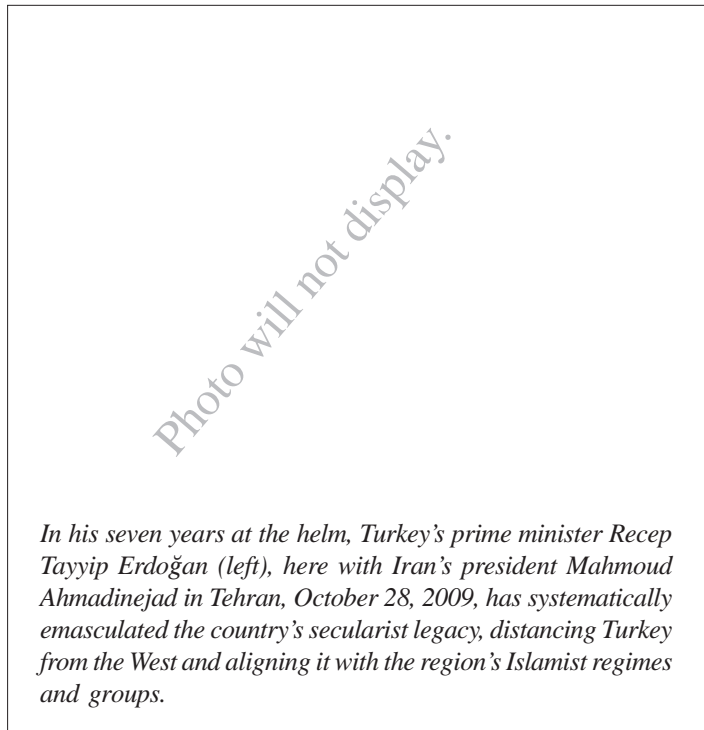 Photo will not display.
In his seven years at the helm, Turkey’s prime minister Recep
Tayyip Erdoğan (left), here with Iran’s president Mahmoud
Ahmadinejad in Tehran, October 28, 2009, has systematically
emasculated the country’s secularist legacy, distancing Turkey
from the West and aligning it with the region’s Islamist regimes
and groups.